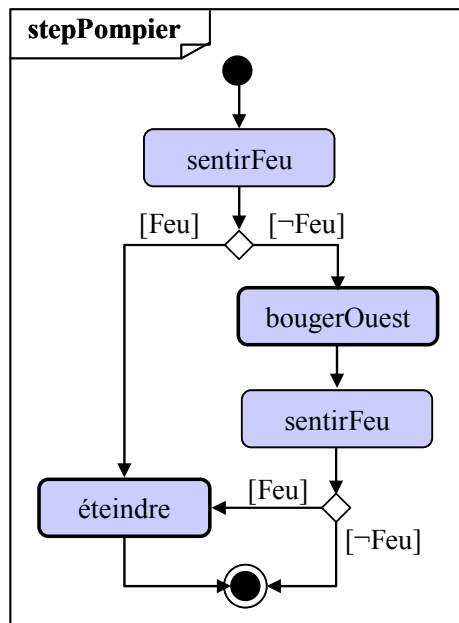 stepPompier
sentirFeu
[Feu] [¬Feu]
bougerOuest
sentirFeu
[Feu]
éteindre
[¬Feu]